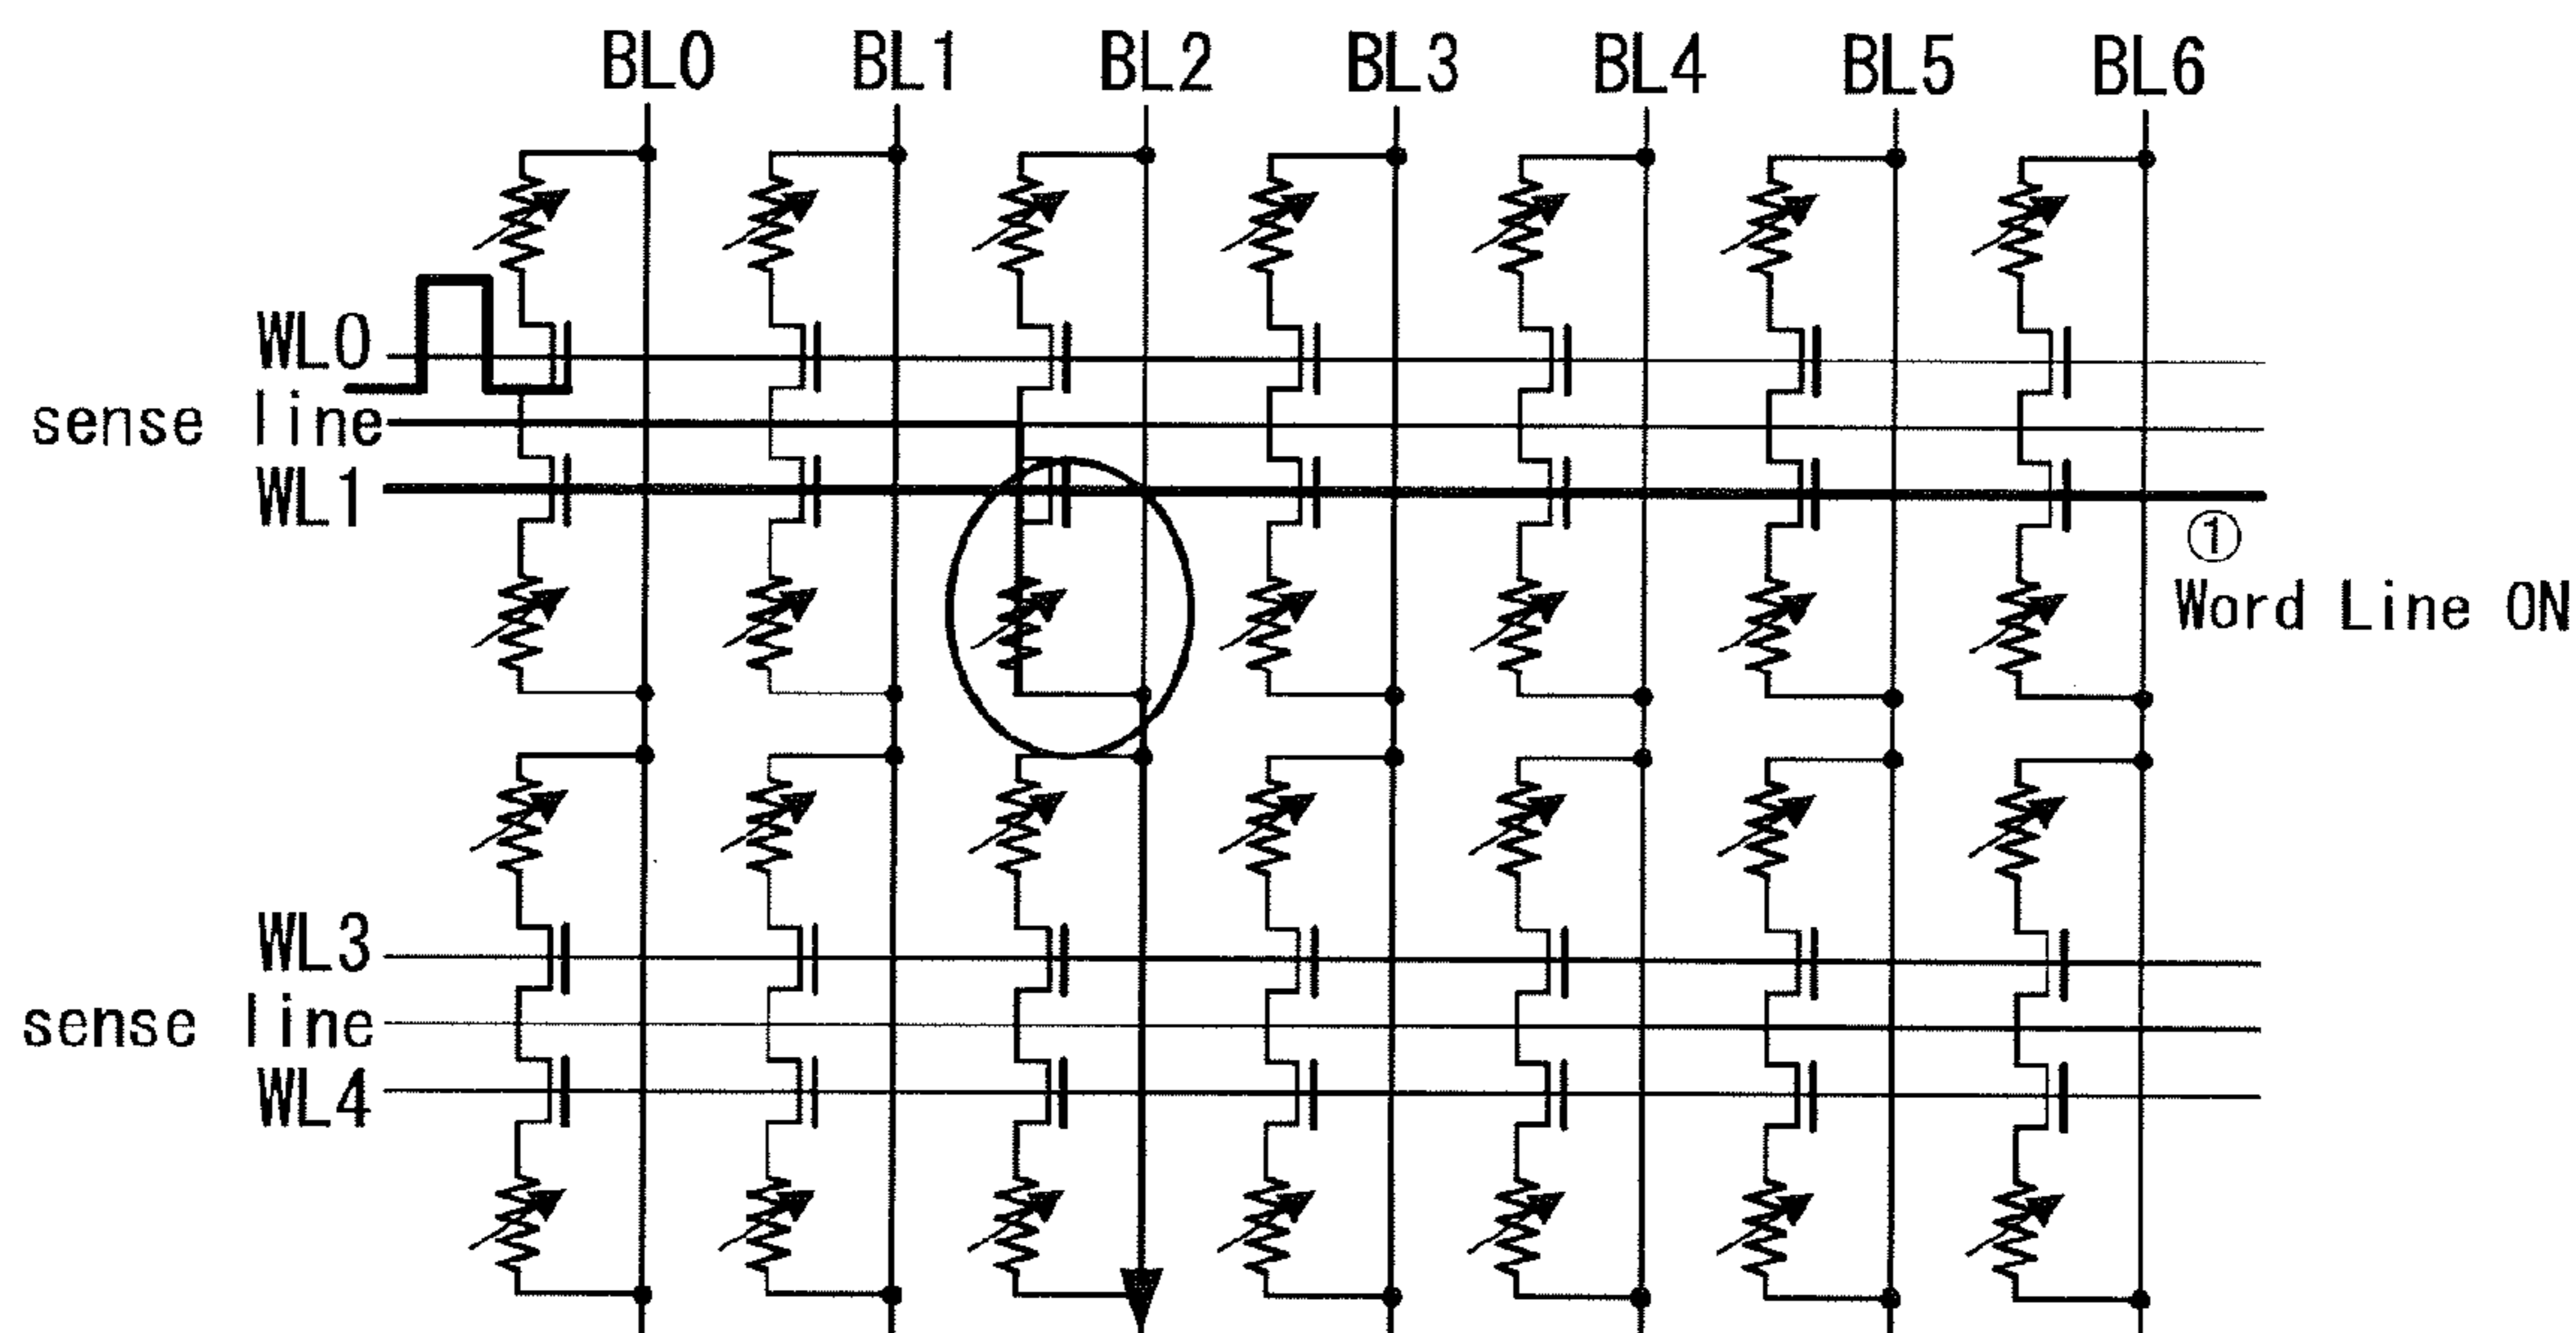 BL0 BL1 BL2 BL3 BL4 BL5 BL6
WL0
sense line
WL1
①
Word Line ON
WL3
sense line
WL4